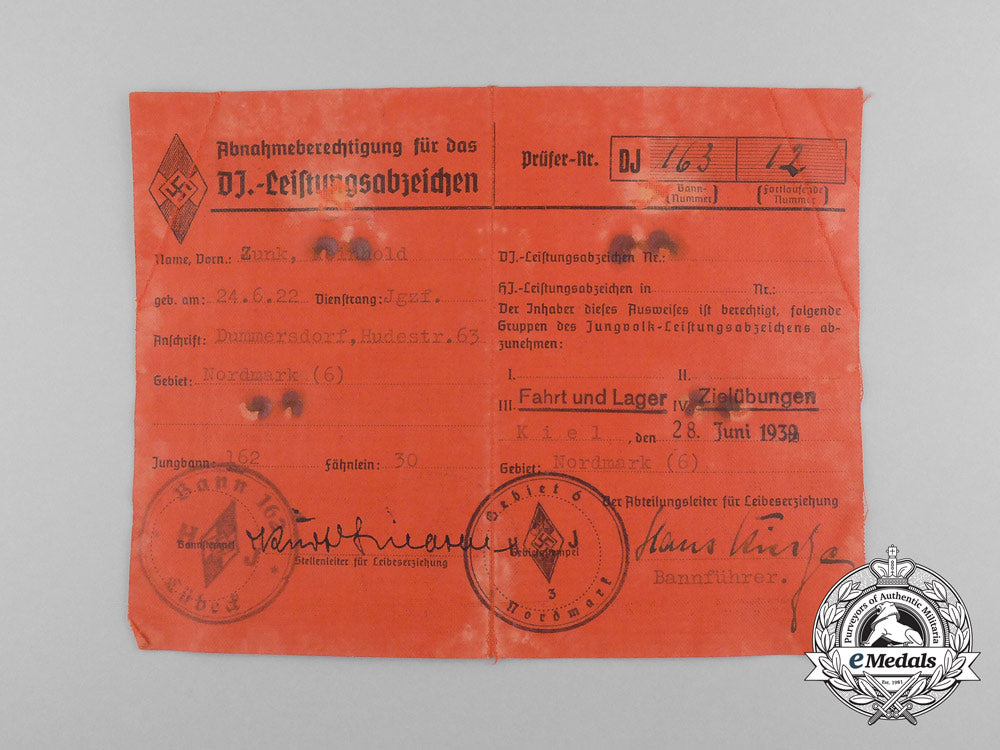 Abnahmeberechtigung für das
DJ.-Leistungsabzeichen
Name, Vorn.: Zunk, Reinhold
geb. am: 24.6.22 Dienstrang: Jgzf.
Anschrift: Dummersdorf, Hudestr. 63
Gebiet: Nordmark (6)
Jungbann: 162 Fähnlein: 30
Bann 162
H J
Lübeck
Bannstempel
Stellenleiter für Leibeserziehung
Prüfer-Nr. DJ 163 12
(Bann-Nummer) (Fortlaufende Nummer)
DJ.-Leistungsabzeichen Nr.:
HJ.-Leistungsabzeichen in Nr.:
Der Inhaber dieses Ausweises ist berechtigt, folgende
Gruppen des Jungvolk-Leistungsabzeichens ab-
zunehmen:
I. II.
III. Fahrt und Lager IV. Zielübungen
Kiel, den 28. Juni 1939
Gebiet: Nordmark (6)
Der Abteilungsleiter für Leibeserziehung
Gebiet 6
H J
3
Nordmark
Gebietsstempel
Hans
Bannführer.
Purveyors of Authentic Militaria
eMedals
Est. 1981